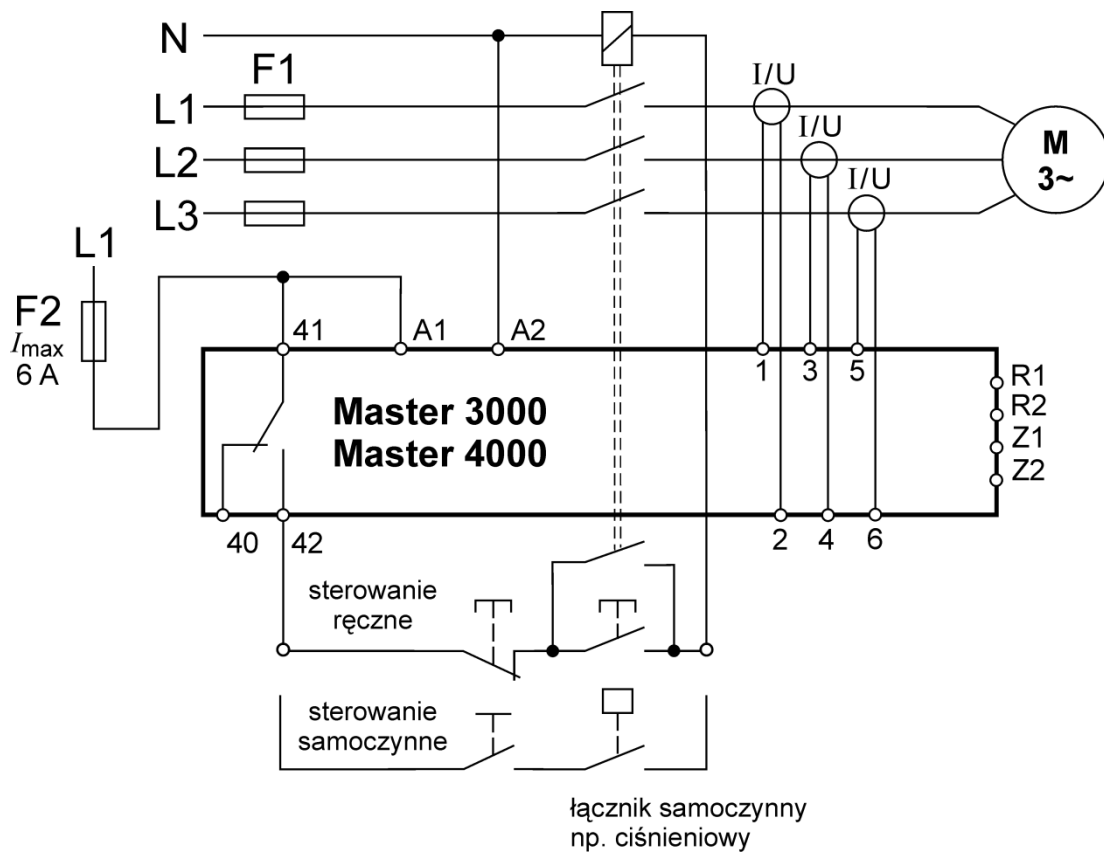 N
F1
I/U
L1
I/U
M
3~
L2
I/U
L3
L1
F2
Imax
6 A
41
A1
A2
1
3
5
R1
R2
Z1
Z2
Master 3000
Master 4000
40
42
2
4
6
sterowanie
ręczne
sterowanie
samoczynne
łącznik samoczynny
np. ciśnieniowy